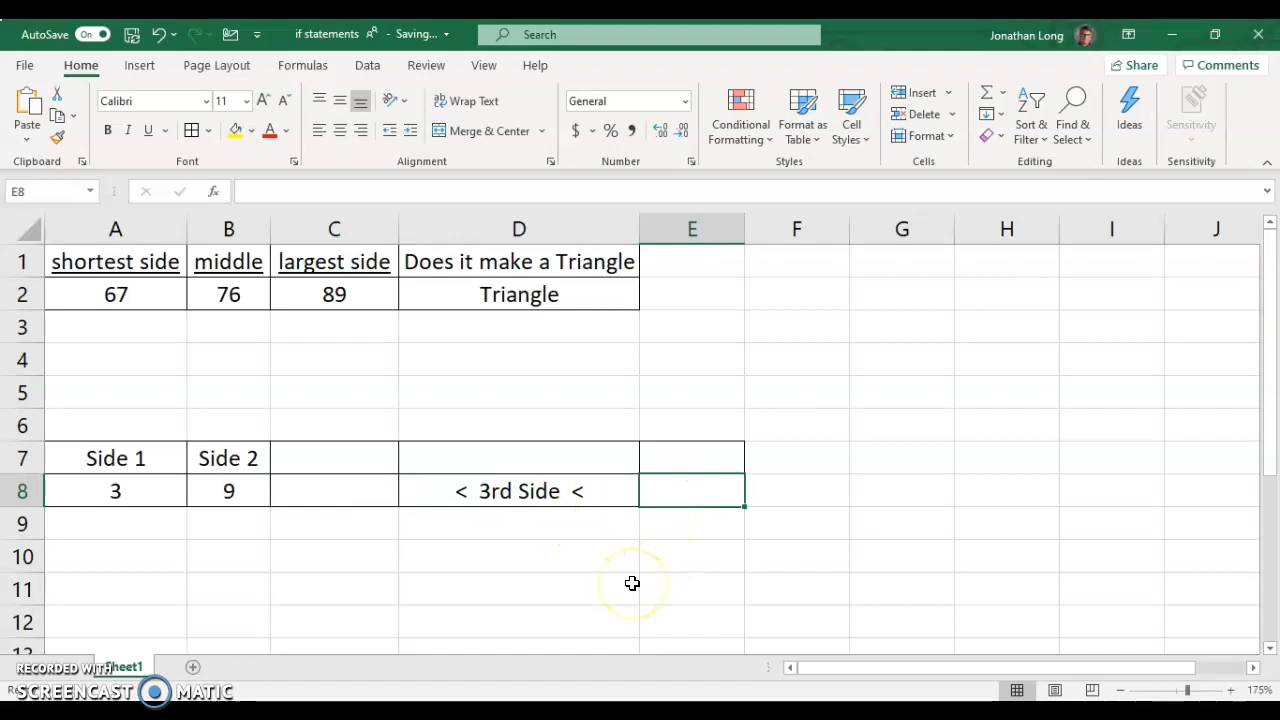 AutoSave On if statements - Saving... Search Jonathan Long
File Home Insert Page Layout Formulas Data Review View Help Share Comments
Paste Calibri 11 A A Wrap Text General Conditional Formatting Format as Table Cell Styles Insert Delete Format Sort & Filter Find & Select Ideas Sensitivity
B I U A Merge & Center $ % ,
Clipboard Font Alignment Number Styles Cells Editing Ideas Sensitivity
E8 fx
A B C D E F G H I J
1 shortest side middle largest side Does it make a Triangle
2 67 76 89 Triangle
3
4
5
6
7 Side 1 Side 2
8 3 9 < 3rd Side <
9
10
11
12
13
RECORDED WITH Sheet1
SCREENCAST MATIC 175%